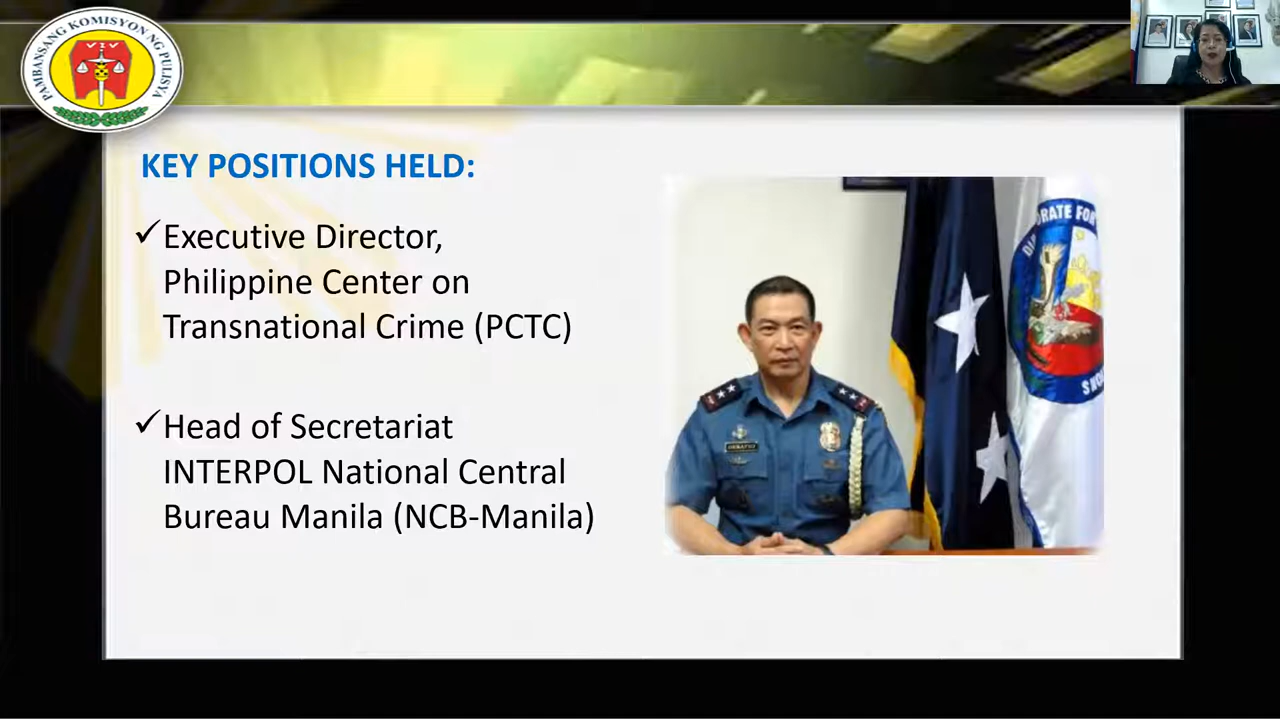 PAMBANSANG KOMISYON NG PULISYA
KEY POSITIONS HELD:
✓Executive Director,
Philippine Center on
Transnational Crime (PCTC)
✓Head of Secretariat
INTERPOL National Central
Bureau Manila (NCB-Manila)